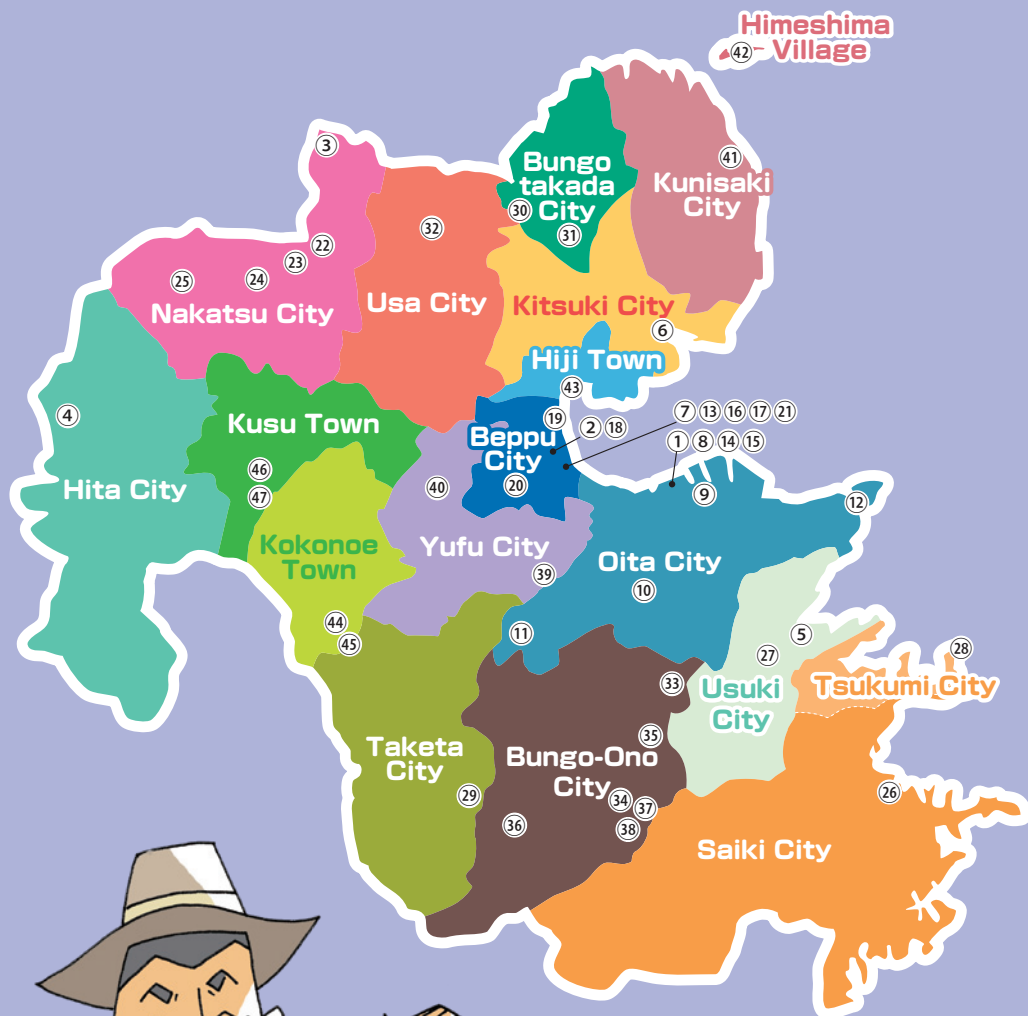 Himeshima
Village
㊷
③
Bungo
takada
City
㊶
Kunisaki
City
㉚
㉛
㉜
㉒
㉓
㉔
㉕
Nakatsu City
Usa City
Kitsuki City
⑥
Hiji Town
㊸
④
Kusu Town
⑲
② ⑱
⑦ ⑬ ⑯ ⑰ ㉑
① ⑧ ⑭ ⑮
Beppu
City
⑳
㊻
㊼
Hita City
㊵
⑨
⑫
Kokonoe
Town
Yufu City
㊴
Oita City
⑩
㊹
㊺
⑪
⑤
㉗
㉘
㉝
Usuki
City
Tsukumi City
㉟
Taketa
City
㉙
Bungo-Ono
City
㉞
㊲
㊳
㊱
㉖
Saiki City